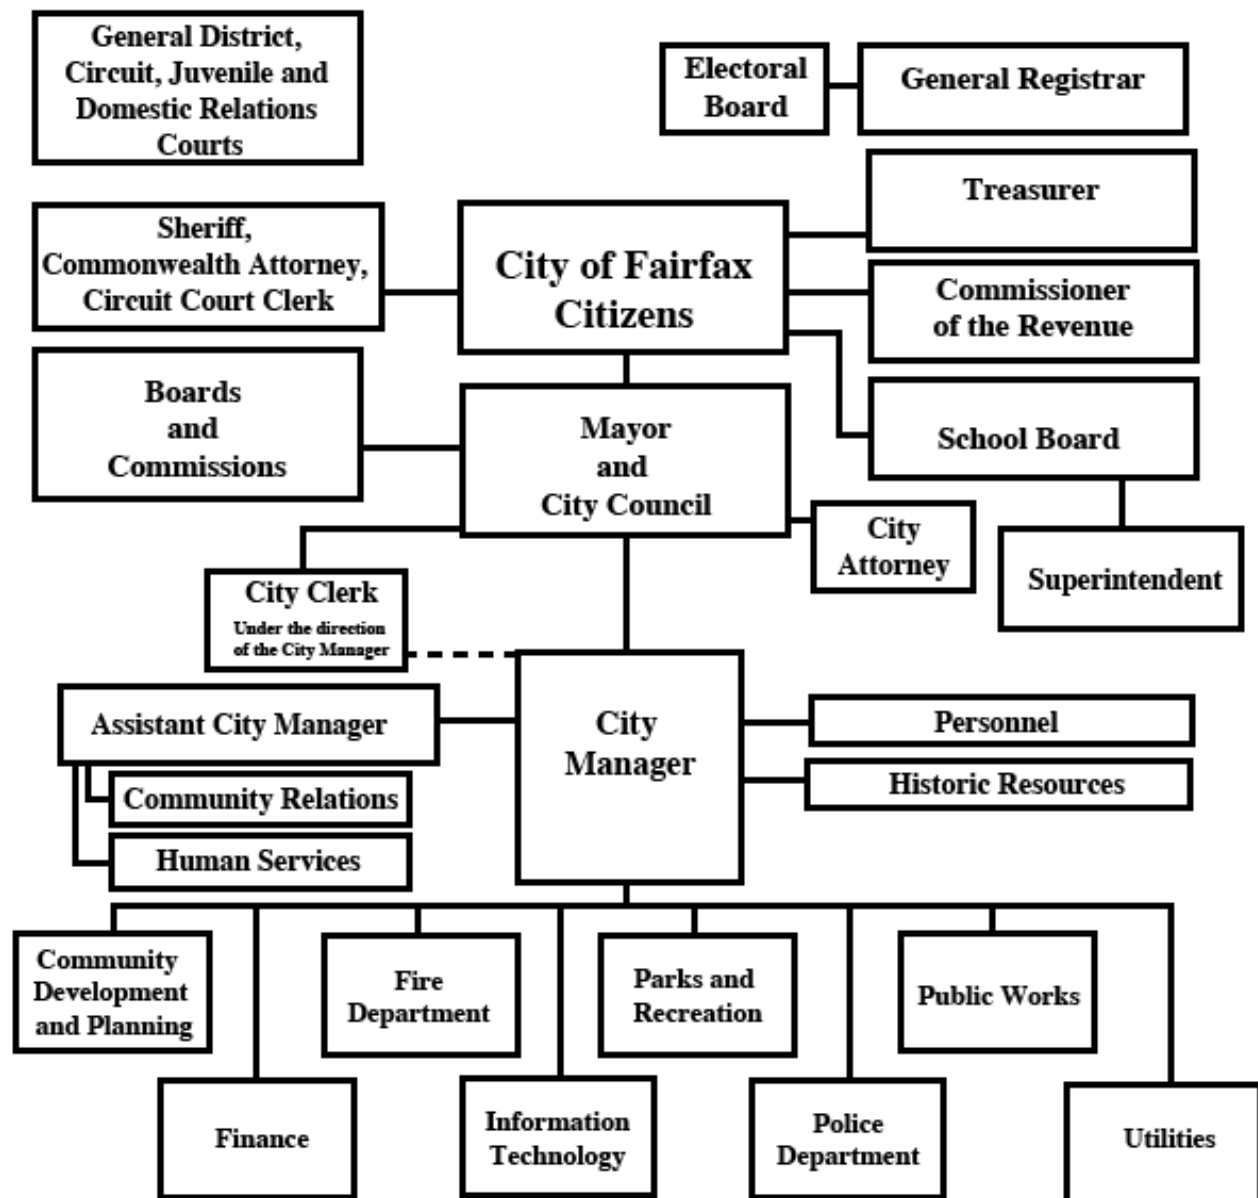 General District,
Circuit, Juvenile and
Domestic Relations
Courts
Electoral
Board
General Registrar
Treasurer
Sheriff,
Commonwealth Attorney,
Circuit Court Clerk
City of Fairfax
Citizens
Commissioner
of the Revenue
Boards
and
Commissions
Mayor
and
City Council
School Board
City
Attorney
Superintendent
City Clerk
Under the direction
of the City Manager
Assistant City Manager
City
Manager
Personnel
Historic Resources
Community Relations
Human Services
Community
Development
and Planning
Fire
Department
Parks and
Recreation
Public Works
Finance
Information
Technology
Police
Department
Utilities